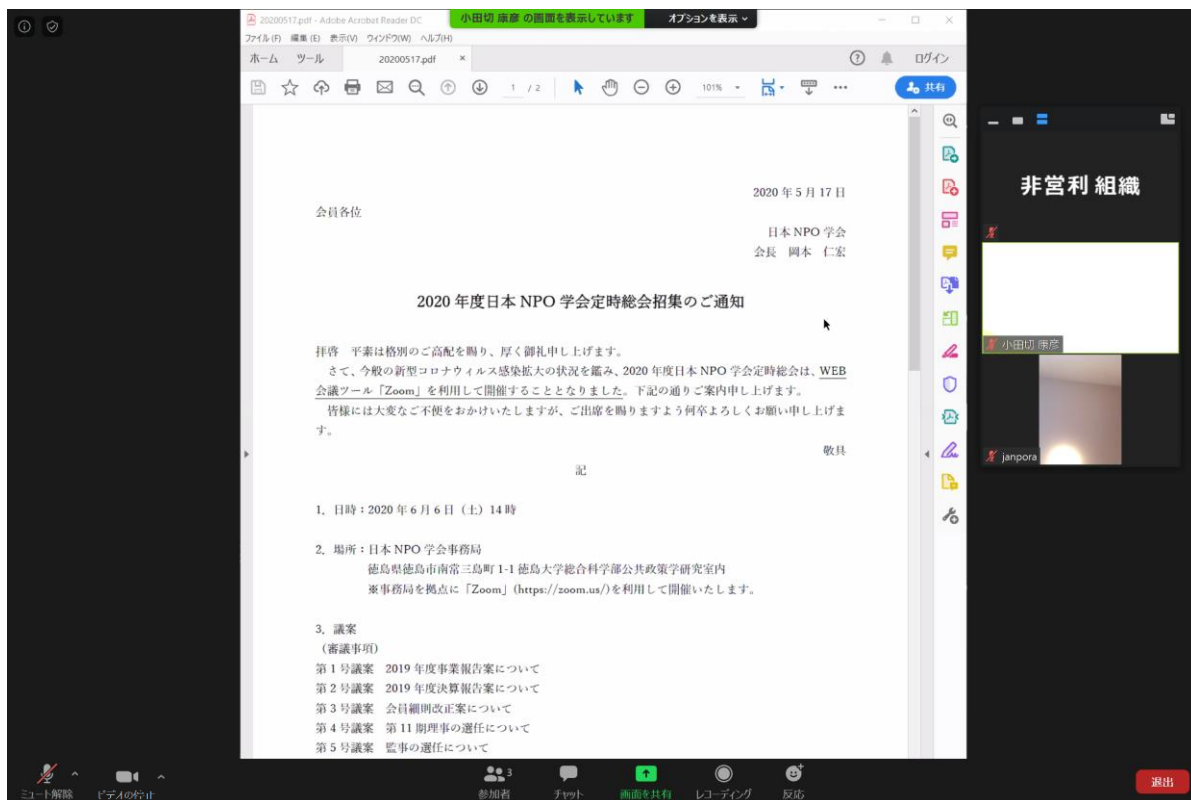 20200517.pdf - Adobe Acrobat Reader DC
小田切 康彦 の画面を表示しています
オプションを表示
ファイル(F) 編集(E) 表示(V) ウィンドウ(W) ヘルプ(H)
ホーム ツール 20200517.pdf × ログイン
1 / 2 101% 共有
2020 年 5 月 17 日
会員各位
日本 NPO 学会
会長 岡本 仁宏
2020 年度日本 NPO 学会定時総会招集のご通知
拝啓 平素は格別のご高配を賜り、厚く御礼申し上げます。
さて、今般の新型コロナウィルス感染拡大の状況を鑑み、2020 年度日本 NPO 学会定時総会は、WEB
会議ツール「Zoom」を利用して開催することとなりました。下記の通りご案内申し上げます。
皆様には大変なご不便をおかけいたしますが、ご出席を賜りますよう何卒よろしくお願い申し上げま
す。
敬具
記
1. 日時：2020 年 6 月 6 日（土）14 時
2. 場所：日本 NPO 学会事務局
徳島県徳島市南常三島町 1-1 徳島大学総合科学部公共政策学研究室内
※事務局を拠点に「Zoom」(https://zoom.us/)を利用して開催いたします。
3. 議案
（審議事項）
第 1 号議案 2019 年度事業報告案について
第 2 号議案 2019 年度決算報告案について
第 3 号議案 会員細則改正案について
第 4 号議案 第 11 期理事の選任について
第 5 号議案 監事の選任について
非営利 組織
小田切 康彦
janpora
ミュート解除 ビデオの停止 参加者 3 チャット 画面を共有 レコーディング 反応 退出